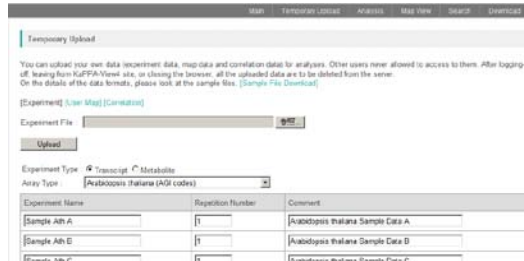 Main Temporary Upload Analysis Map View Search Download
Temporary Upload
You can upload your own data (experiment data, map data and correlation data) for analyses. Other users never allowed to access to them. After logging-
off, leaving from KaPPA-View4 site, or closing the browser, all the uploaded data are to be deleted from the server.
On the details of the data formats, please look at the sample files. [Sample File Download]
[Experiment] [User Map] [Correlation]
Experiment File :
Upload
Experiment Type : Transcript Metabolite
Array Type : Arabidopsis thaliana (AGI codes)
Experiment Name Repetition Number Comment
Sample Ath A 1 Arabidopsis thaliana Sample Data A
Sample Ath B 1 Arabidopsis thaliana Sample Data B
Sample Ath C 1 Arabidopsis thaliana Sample Data C